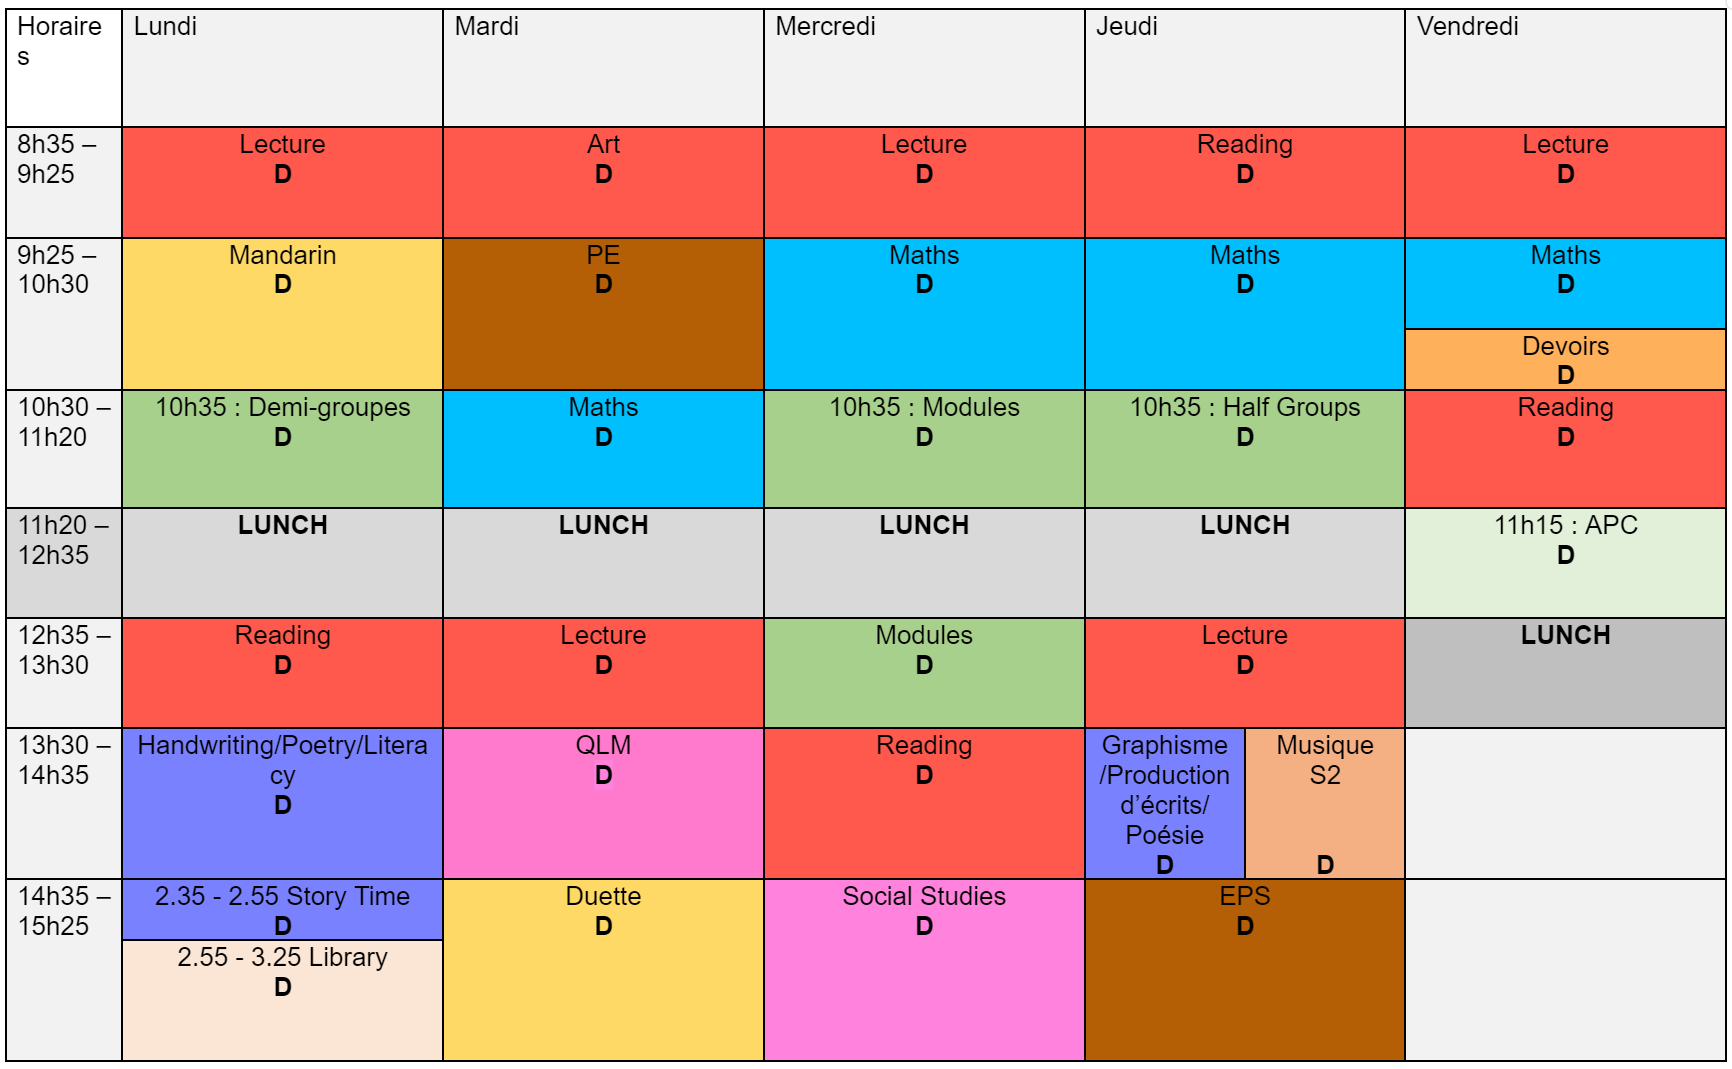 Horaire
s
Lundi
Mardi
Mercredi
Jeudi
Vendredi
8h35 –
9h25
Lecture
D
Art
D
Lecture
D
Reading
D
Lecture
D
9h25 –
10h30
Mandarin
D
PE
D
Maths
D
Maths
D
Maths
D
Devoirs
D
10h30 –
11h20
10h35 : Demi-groupes
D
Maths
D
10h35 : Modules
D
10h35 : Half Groups
D
Reading
D
11h20 –
12h35
LUNCH
LUNCH
LUNCH
LUNCH
11h15 : APC
D
12h35 –
13h30
Reading
D
Lecture
D
Modules
D
Lecture
D
LUNCH
13h30 –
14h35
Handwriting/Poetry/Litera
cy
D
QLM
D
Reading
D
Graphisme
/Production
d’écrits/
Poésie
D
Musique
S2
D
14h35 –
15h25
2.35 - 2.55 Story Time
D
2.55 - 3.25 Library
D
Duette
D
Social Studies
D
EPS
D